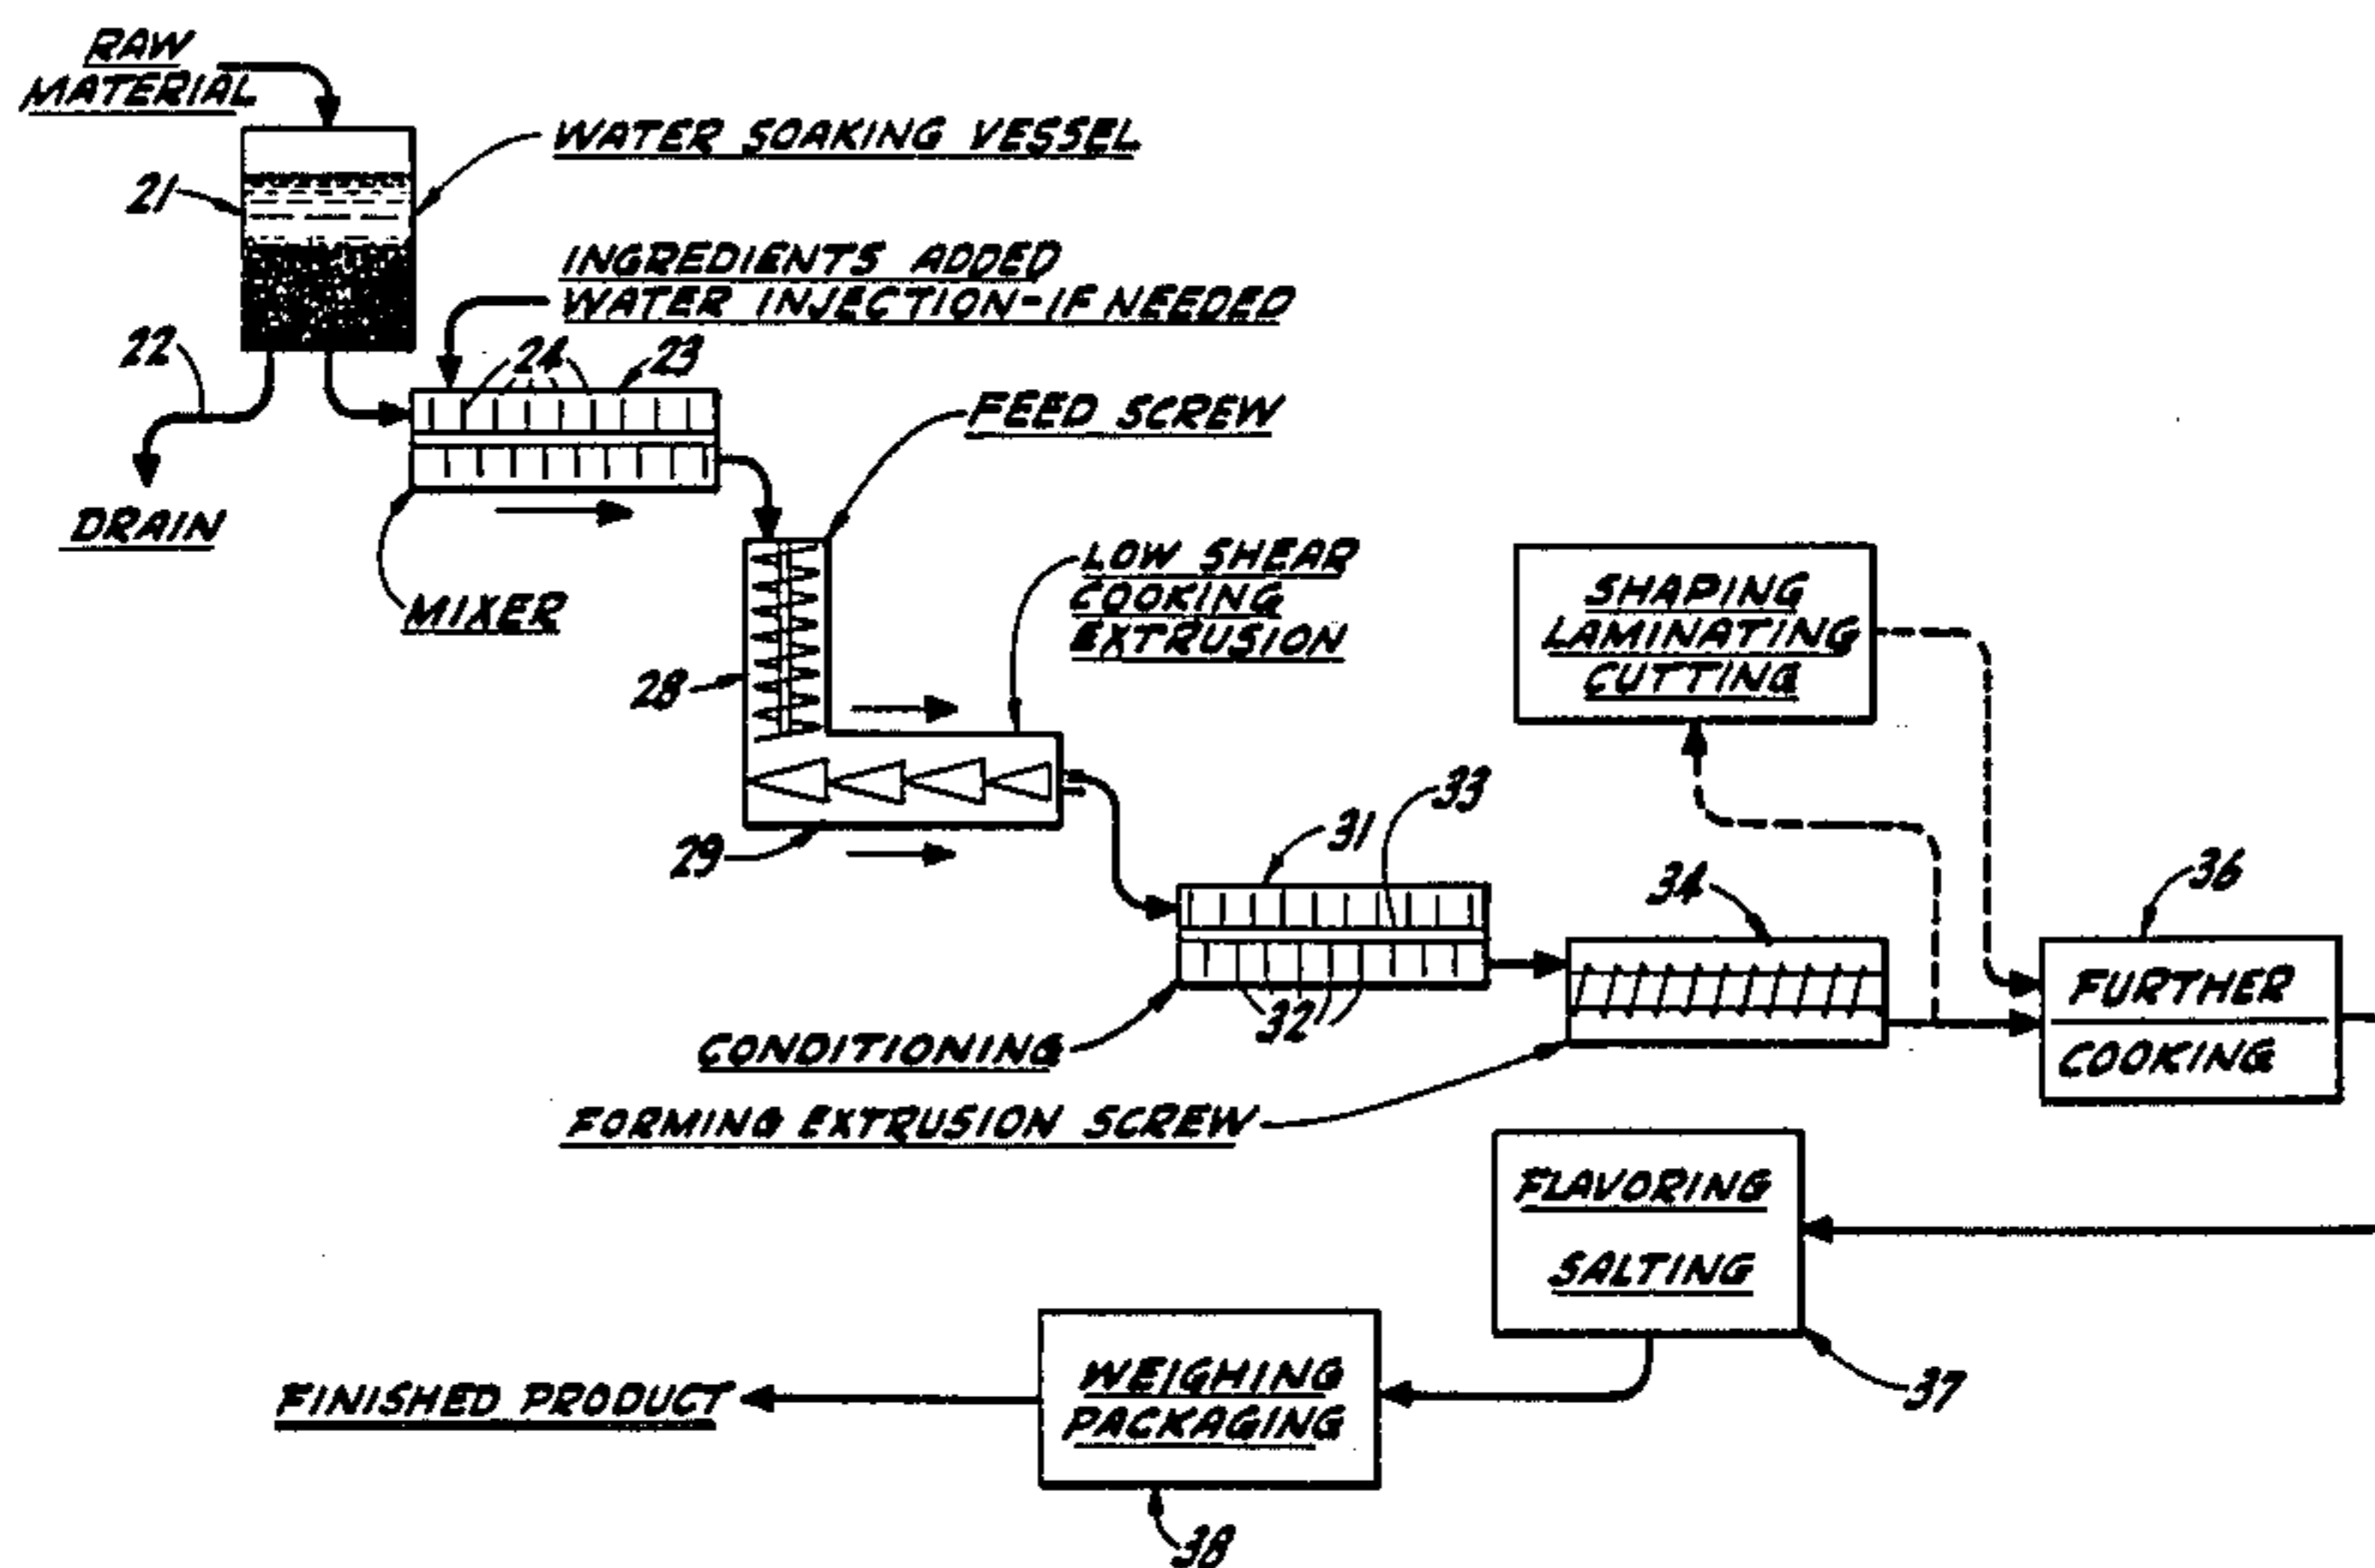 RAW
MATERIAL
WATER SOAKING VESSEL
21
INGREDIENTS ADDED
WATER INJECTION-IF NEEDED
22
24
23
FEED SCREW
DRAIN
MIXER
LOW SHEAR
COOKING
EXTRUSION
SHAPING
LAMINATING
CUTTING
28
29
31
33
34
36
FURTHER
COOKING
32
CONDITIONING
FORMING EXTRUSION SCREW
FLAVORING
SALTING
37
WEIGHING
PACKAGING
FINISHED PRODUCT
38